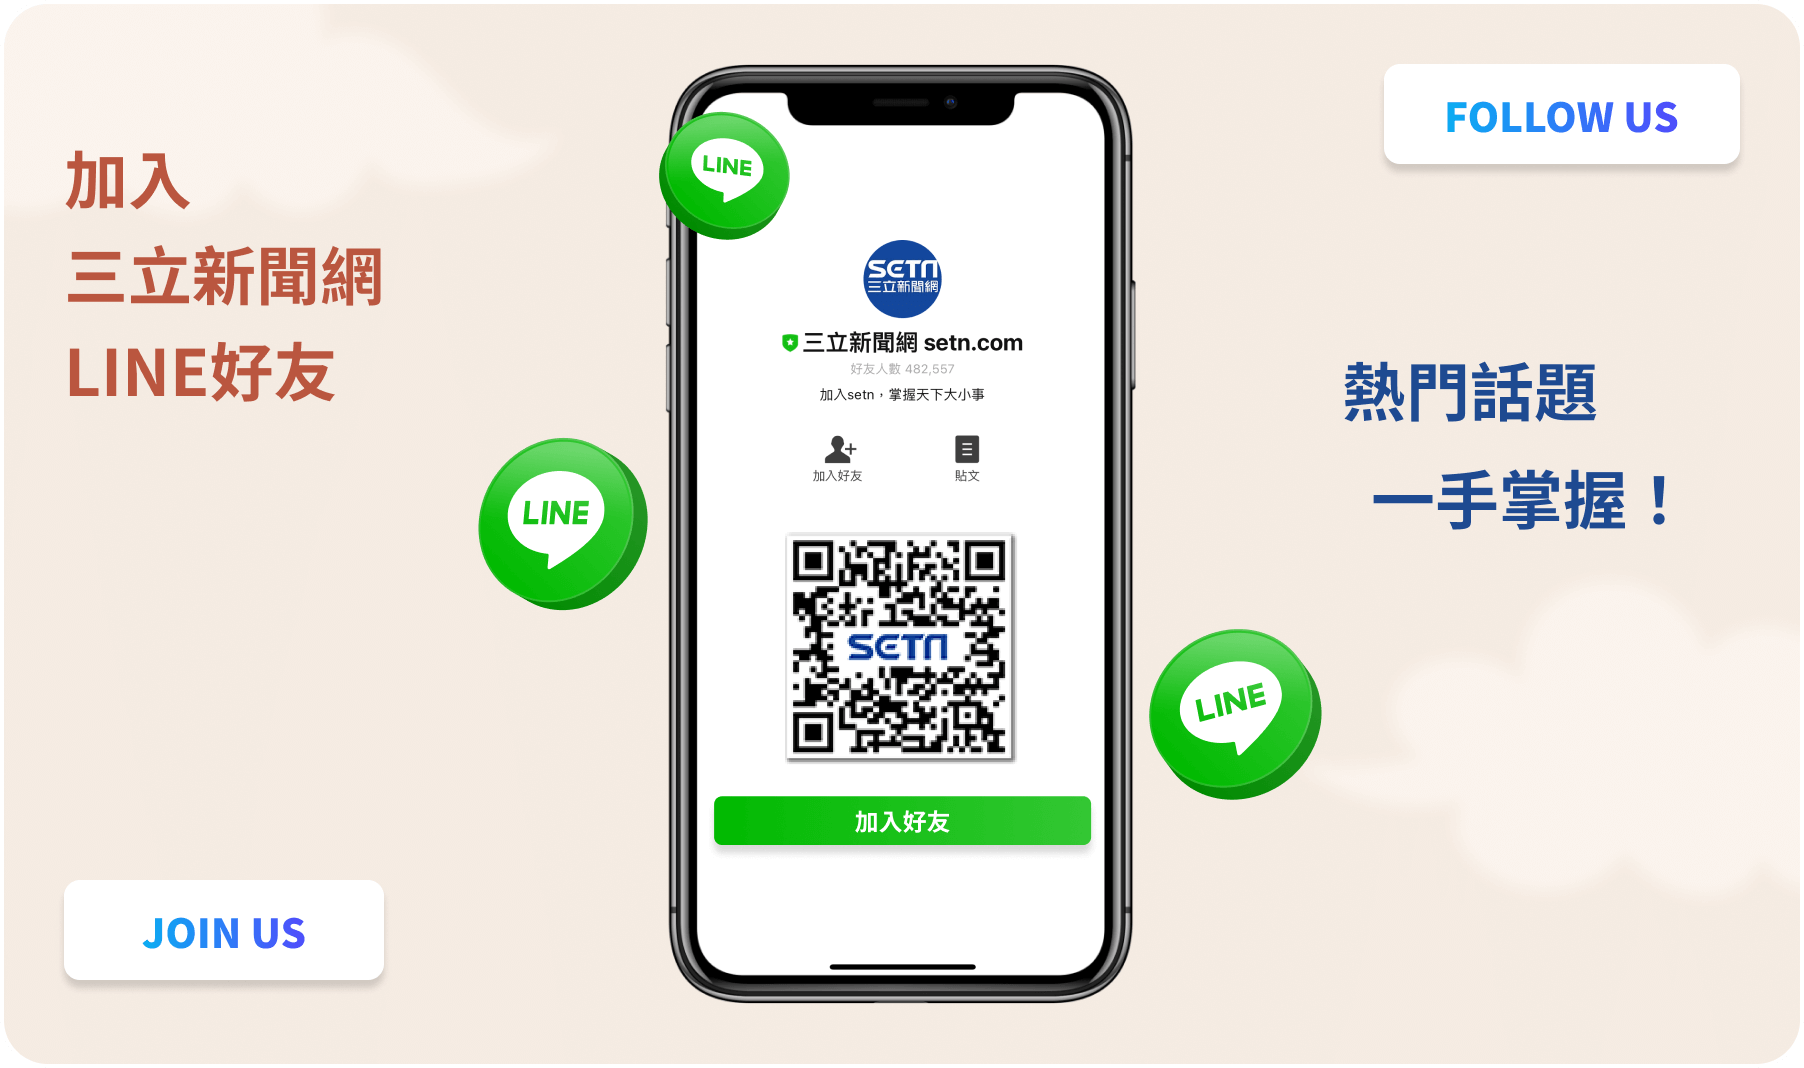 加入
三立新聞網
LINE好友
JOIN US
LINE
LINE
SETN
三立新聞網
三立新聞網 setn.com
好友人數 482,557
加入setn，掌握天下大小事
加入好友
貼文
SETN
加入好友
FOLLOW US
熱門話題
一手掌握！
LINE